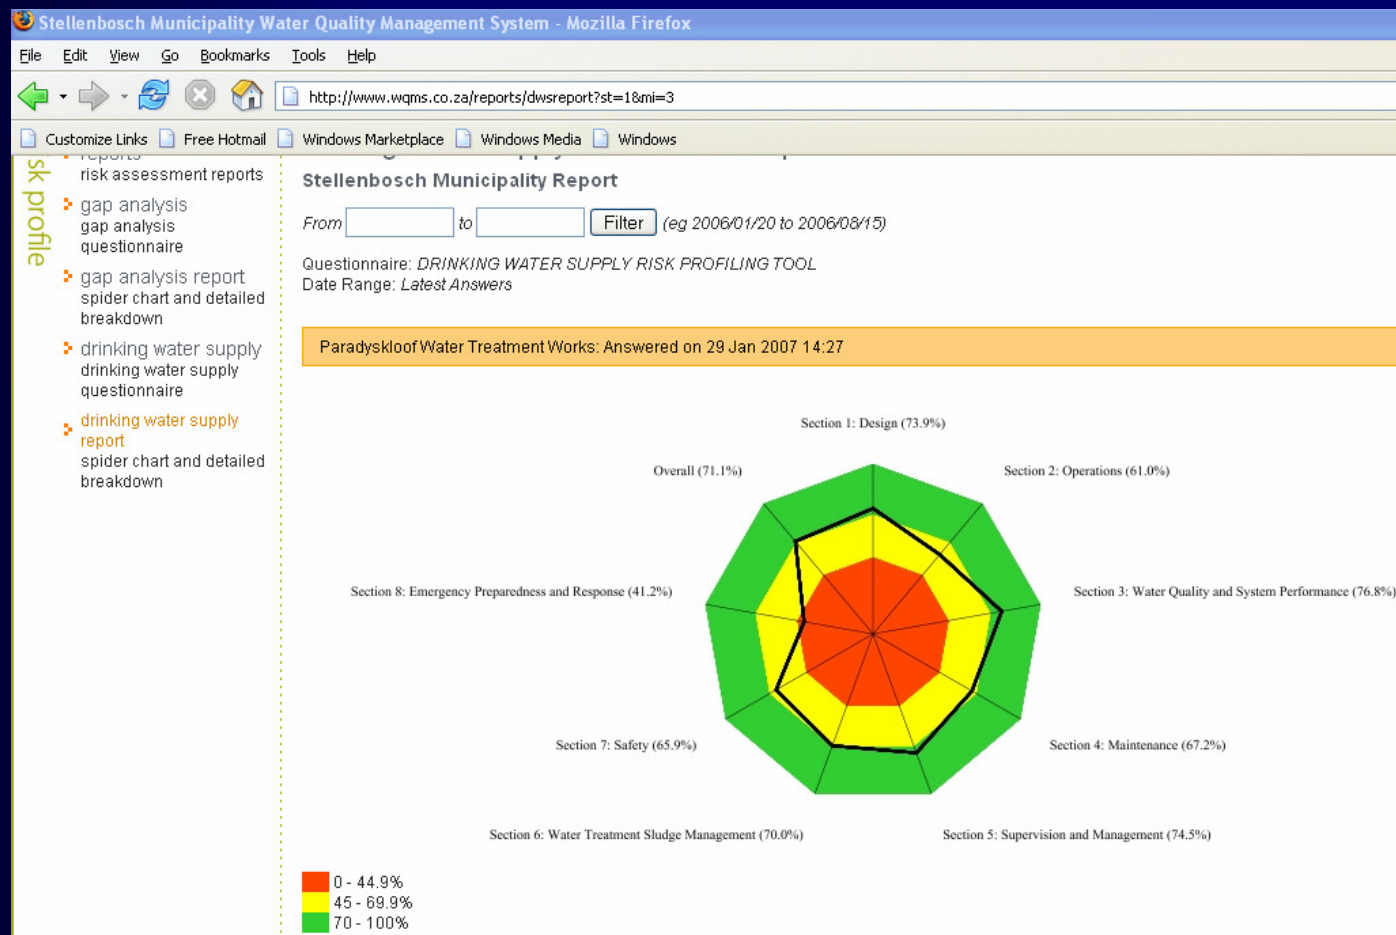 Stellenbosch Municipality Water Quality Management System - Mozilla Firefox
File Edit View Go Bookmarks Tools Help
http://www.wqms.co.za/reports/dwsreport?st=1&mi=3
Customize Links Free Hotmail Windows Marketplace Windows Media Windows
sk profile
reports
risk assessment reports
gap analysis
gap analysis
questionnaire
gap analysis report
spider chart and detailed
breakdown
drinking water supply
drinking water supply
questionnaire
drinking water supply
report
spider chart and detailed
breakdown
Stellenbosch Municipality Report
From to Filter (eg 2006/01/20 to 2006/08/15)
Questionnaire: DRINKING WATER SUPPLY RISK PROFILING TOOL
Date Range: Latest Answers
Paradyskloof Water Treatment Works: Answered on 29 Jan 2007 14:27
Section 1: Design (73.9%)
Overall (71.1%)
Section 2: Operations (61.0%)
Section 8: Emergency Preparedness and Response (41.2%)
Section 3: Water Quality and System Performance (76.8%)
Section 7: Safety (65.9%)
Section 4: Maintenance (67.2%)
Section 6: Water Treatment Sludge Management (70.0%)
Section 5: Supervision and Management (74.5%)
0 - 44.9%
45 - 69.9%
70 - 100%